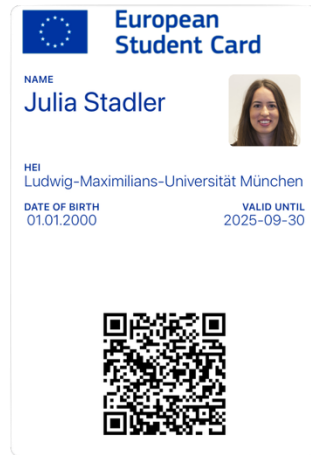 European
Student Card
NAME
Julia Stadler
HEI
Ludwig-Maximilians-Universität München
DATE OF BIRTH
VALID UNTIL
01.01.2000
2025-09-30